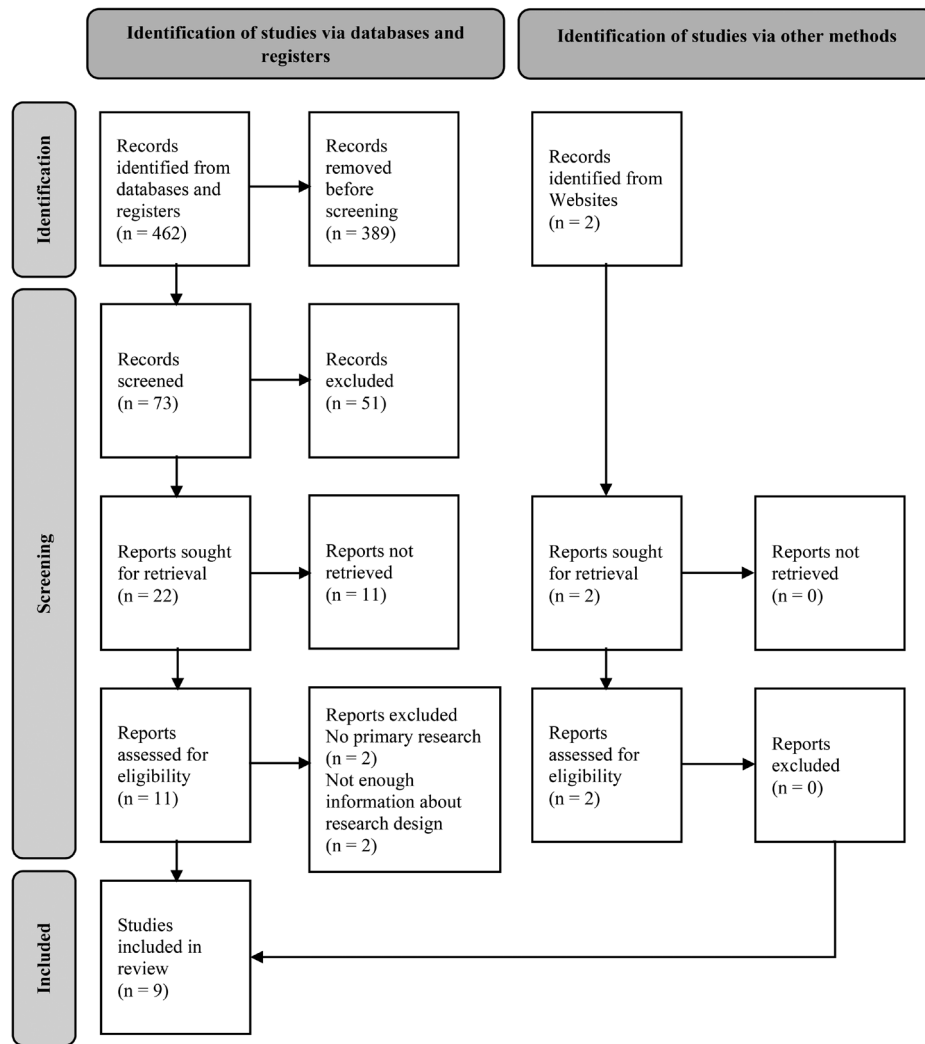 Identification of studies via databases and
registers
Identification of studies via other methods
Identification
Records
identified from
databases and
registers
(n = 462)
Records
removed
before
screening
(n = 389)
Records
identified from
Websites
(n = 2)
Screening
Records
screened
(n = 73)
Records
excluded
(n = 51)
Reports sought
for retrieval
(n = 22)
Reports not
retrieved
(n = 11)
Reports sought
for retrieval
(n = 2)
Reports not
retrieved
(n = 0)
Reports
assessed for
eligibility
(n = 11)
Reports excluded
No primary research
(n = 2)
Not enough
information about
research design
(n = 2)
Reports
assessed for
eligibility
(n = 2)
Reports
excluded
(n = 0)
Included
Studies
included in
review
(n = 9)